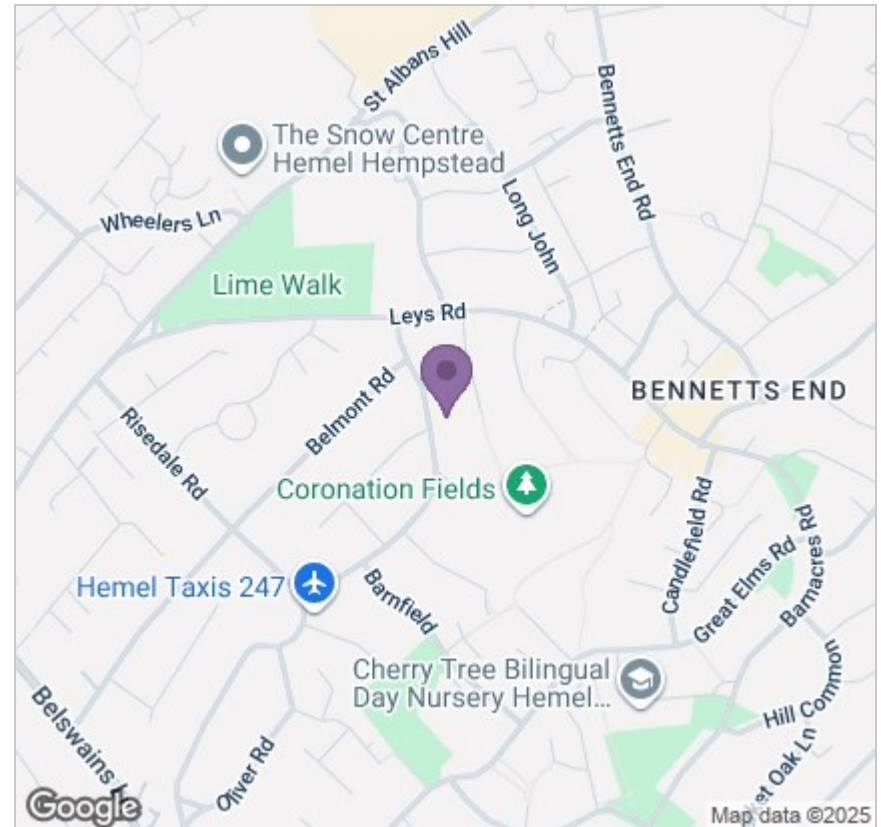 St Albans Hill
Bennetts End Rd
The Snow Centre
Hemel Hempstead
Long John
Wheelers Ln
Lime Walk
Leys Rd
BENNETTS END
Belmont Rd
Risedale Rd
Coronation Fields
Candlefield Rd
Great Elms Rd
Barnacres Rd
Hemel Taxis 247
Barnfield
Cherry Tree Bilingual
Day Nursery Hemel...
Hill Common
Belswains
Oliver Rd
Oak Ln
Google
Map data ©2025